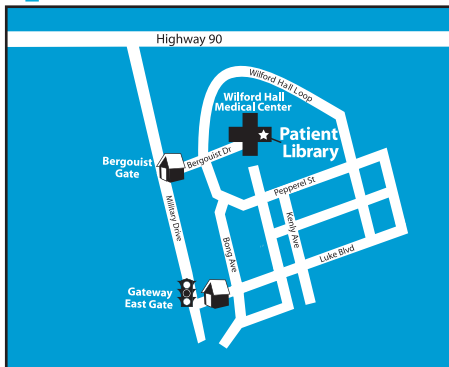 Highway 90
Wilford Hall Loop
Wilford Hall
Medical Center
Patient
Library
Bergouist Dr
Bergouist
Gate
Pepperel St
Military Drive
Kenly Ave
Bong Ave
Luke Blvd
Gateway
East Gate